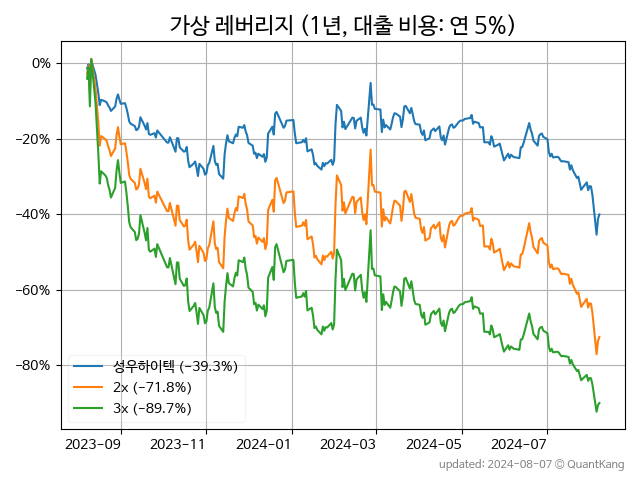 가상 레버리지 (1년, 대출 비용: 연 5%)
0%
−20%
−40%
−60%
−80%
성우하이텍 (-39.3%)
2x (-71.8%)
3x (-89.7%)
2023-09
2023-11
2024-01
2024-03
2024-05
2024-07
updated: 2024-08-07 © QuantKang